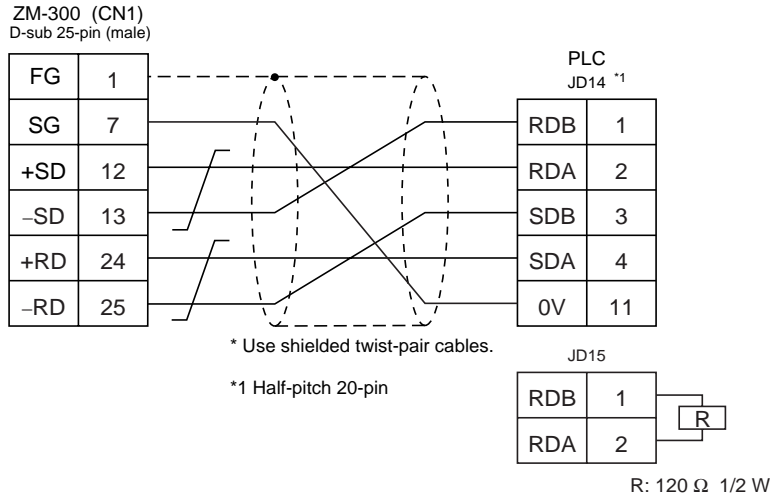 ZM-300 (CN1)
D-sub 25-pin (male)
FG 1
SG 7
+SD 12
−SD 13
+RD 24
−RD 25
PLC
JD14 *1
RDB 1
RDA 2
SDB 3
SDA 4
0V 11
* Use shielded twist-pair cables.
*1 Half-pitch 20-pin
JD15
RDB 1
RDA 2
R
R: 120 Ω 1/2 W